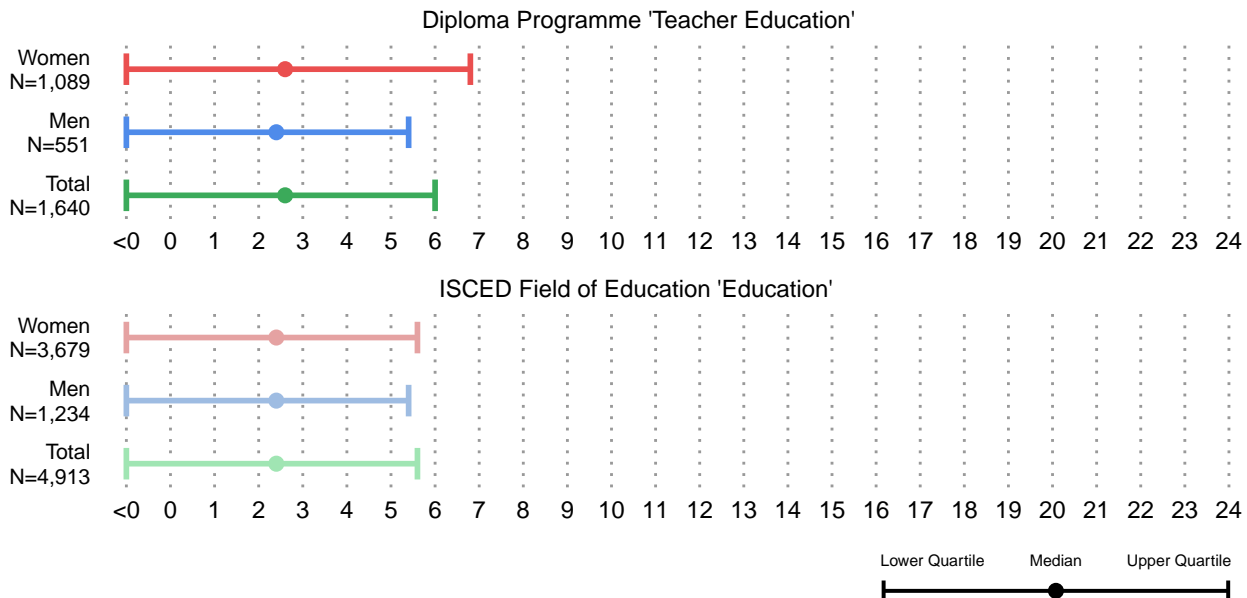 Diploma Programme 'Teacher Education'
Women
N=1,089
Men
N=551
Total
N=1,640
<0 0 1 2 3 4 5 6 7 8 9 10 11 12 13 14 15 16 17 18 19 20 21 22 23 24
ISCED Field of Education 'Education'
Women
N=3,679
Men
N=1,234
Total
N=4,913
<0 0 1 2 3 4 5 6 7 8 9 10 11 12 13 14 15 16 17 18 19 20 21 22 23 24
Lower Quartile Median Upper Quartile